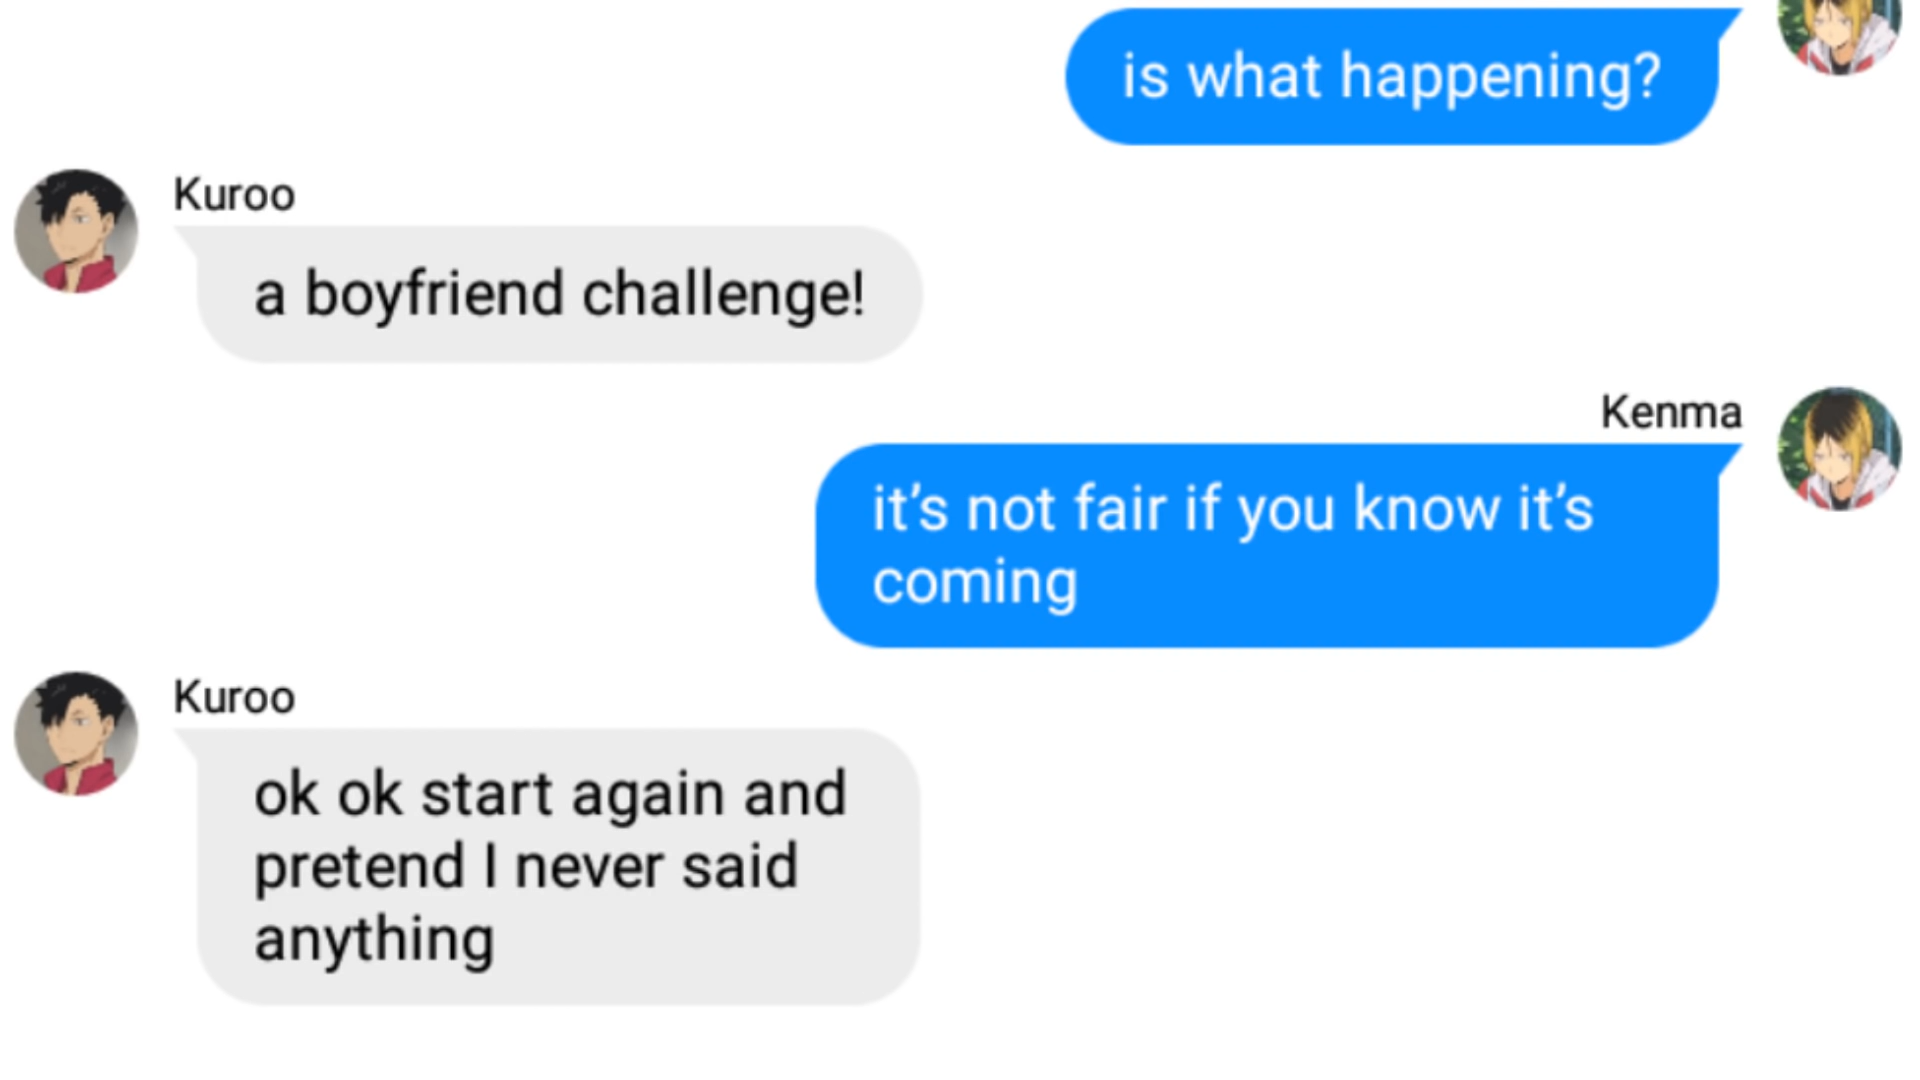 is what happening?
Kuroo
a boyfriend challenge!
Kenma
it’s not fair if you know it’s
coming
Kuroo
ok ok start again and
pretend I never said
anything